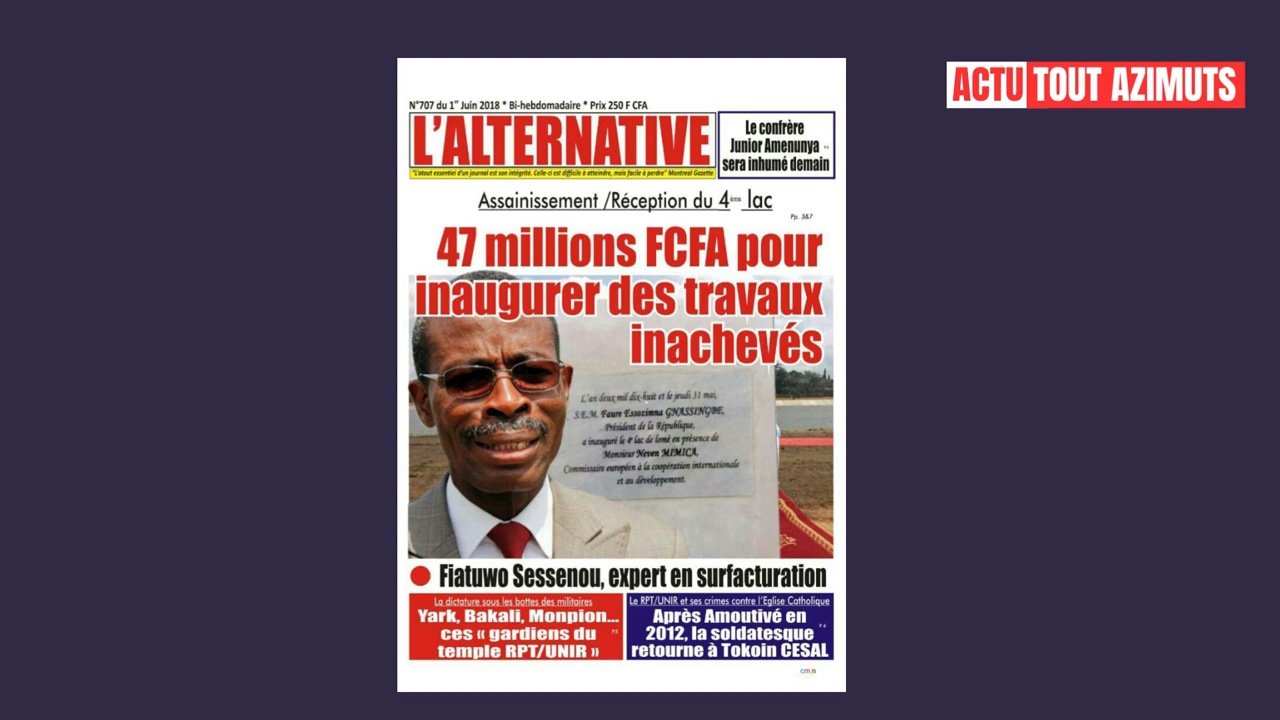 ACTU TOUT AZIMUTS
N°707 du 1er Juin 2018 * Bi-hebdomadaire * Prix 250 F CFA
L'ALTERNATIVE
"L'atout essentiel d'un journal est son intégrité. Celle-ci est difficile à atteindre, mais facile à perdre" Montreal Gazette
Le confrère
Junior Amenunya
sera inhumé demain
P.3
Assainissement /Réception du 4ème lac
Pp. 3&7
47 millions FCFA pour
inaugurer des travaux
inachevés
L'an deux mil dix-huit et le jeudi 31 mai,
S.E.M. Faure Essozimna GNASSINGBE,
Président de la République,
a inauguré le 4e lac de lomé en présence de
Monsieur Neven MIMICA,
Commissaire européen à la coopération internationale
et au développement.
Fiatuwo Sessenou, expert en surfacturation
La dictature sous les bottes des militaires
Yark, Bakali, Monpion...
ces « gardiens du
temple RPT/UNIR »
Le RPT/UNIR et ses crimes contre l'Eglise Catholique
Après Amoutivé en
2012, la soldatesque
retourne à Tokoin CESAL